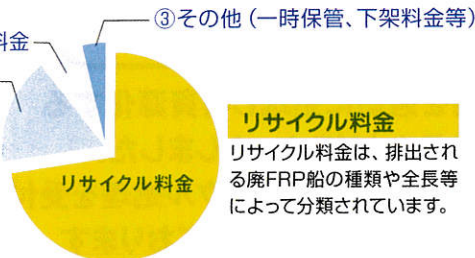 ③その他（一時保管、下架料金等）
料金
リサイクル料金
リサイクル料金
リサイクル料金は、排出され
る廃FRP船の種類や全長等
によって分類されています。